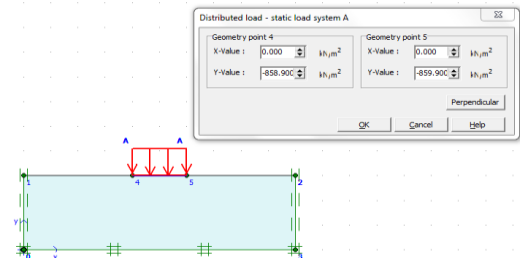 Distributed load - static load system A
Geometry point 4
X-Value : 0.000 kN/m²
Y-Value : -858.900 kN/m²
Geometry point 5
X-Value : 0.000 kN/m²
Y-Value : -859.900 kN/m²
Perpendicular
OK Cancel Help
A A
1 4 5 2
y
0 x 3